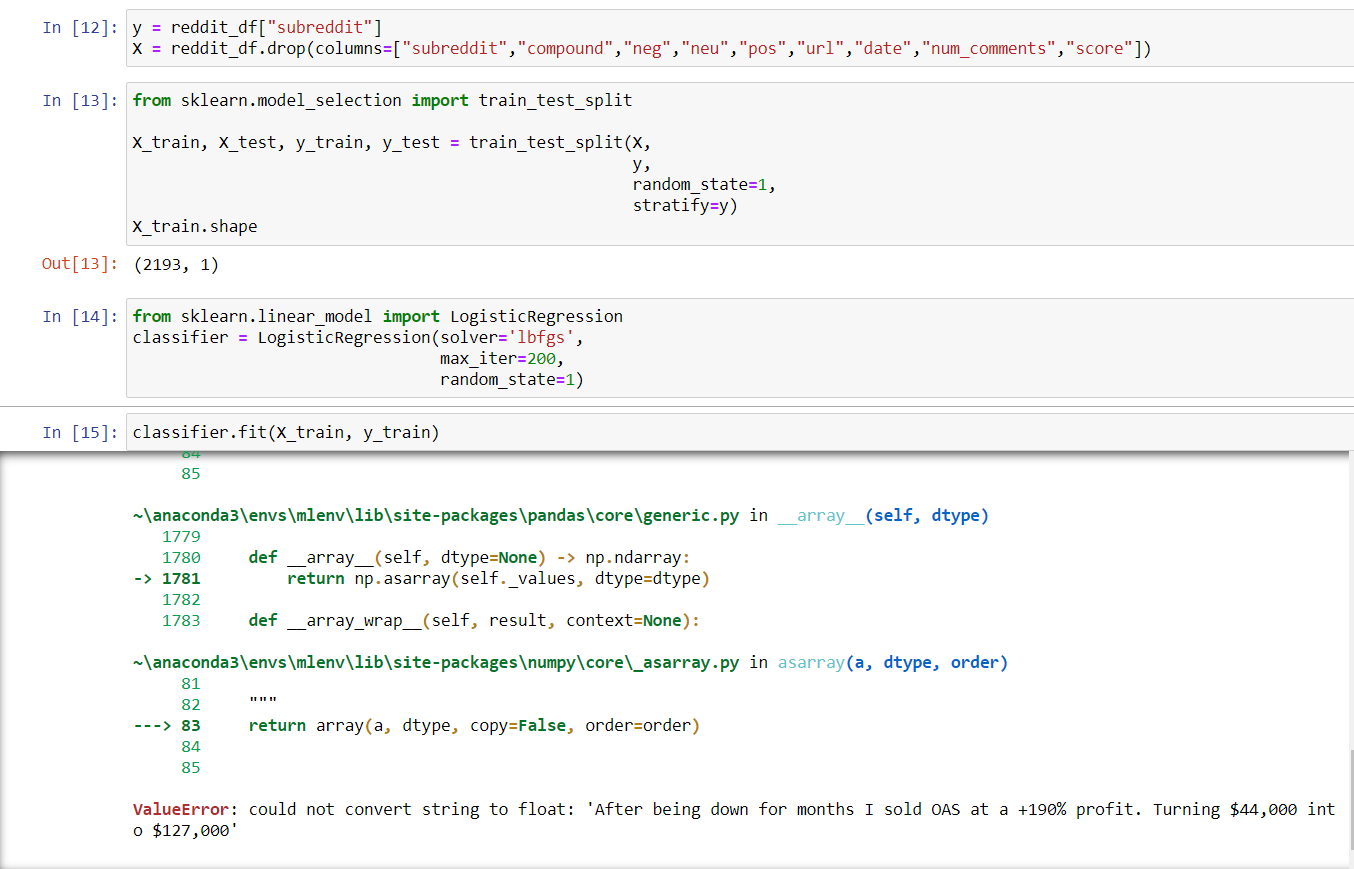 In [12]: y = reddit_df["subreddit"]
X = reddit_df.drop(columns=["subreddit","compound","neg","neu","pos","url","date","num_comments","score"])
In [13]: from sklearn.model_selection import train_test_split
X_train, X_test, y_train, y_test = train_test_split(X,
y,
random_state=1,
stratify=y)
X_train.shape
Out[13]: (2193, 1)
In [14]: from sklearn.linear_model import LogisticRegression
classifier = LogisticRegression(solver='lbfgs',
max_iter=200,
random_state=1)
In [15]: classifier.fit(X_train, y_train)
84
85
~\anaconda3\envs\mlenv\lib\site-packages\pandas\core\generic.py in __array__(self, dtype)
1779
1780 def __array__(self, dtype=None) -> np.ndarray:
-> 1781 return np.asarray(self._values, dtype=dtype)
1782
1783 def __array_wrap__(self, result, context=None):
~\anaconda3\envs\mlenv\lib\site-packages\numpy\core\_asarray.py in asarray(a, dtype, order)
81
82 """
---> 83 return array(a, dtype, copy=False, order=order)
84
85
ValueError: could not convert string to float: 'After being down for months I sold OAS at a +190% profit. Turning $44,000 int
o $127,000'